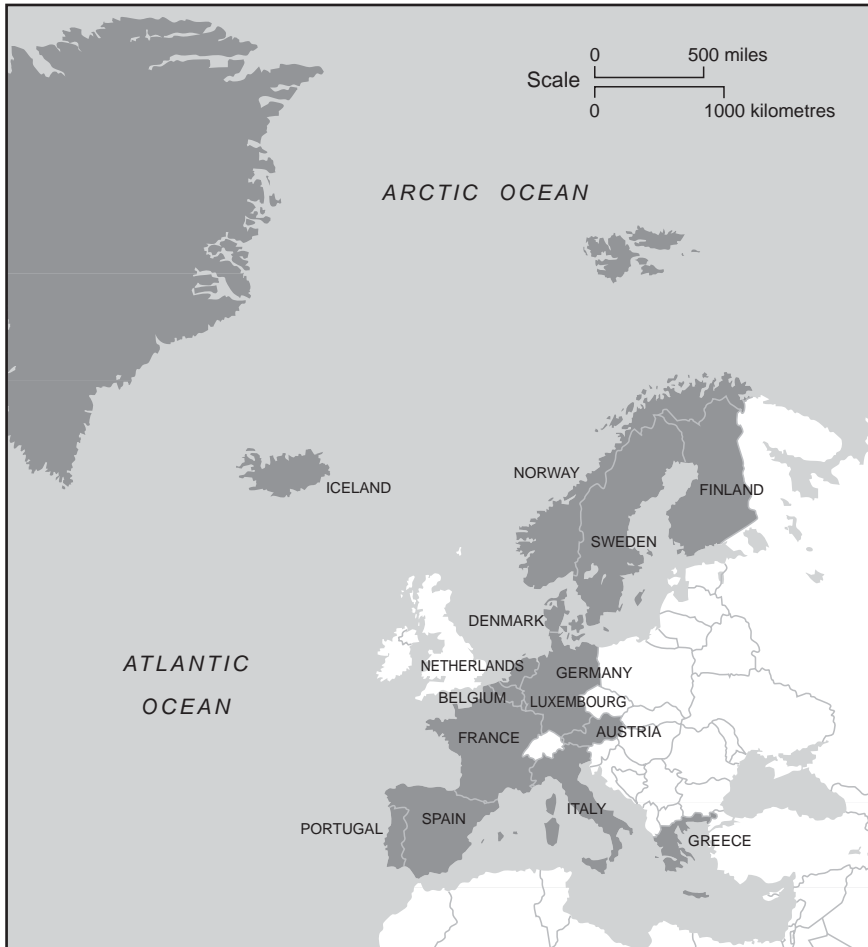 0 500 miles
Scale
0 1000 kilometres
ARCTIC OCEAN
ICELAND
NORWAY
FINLAND
SWEDEN
DENMARK
ATLANTIC
OCEAN
NETHERLANDS
GERMANY
BELGIUM
LUXEMBOURG
FRANCE
AUSTRIA
ITALY
SPAIN
PORTUGAL
GREECE